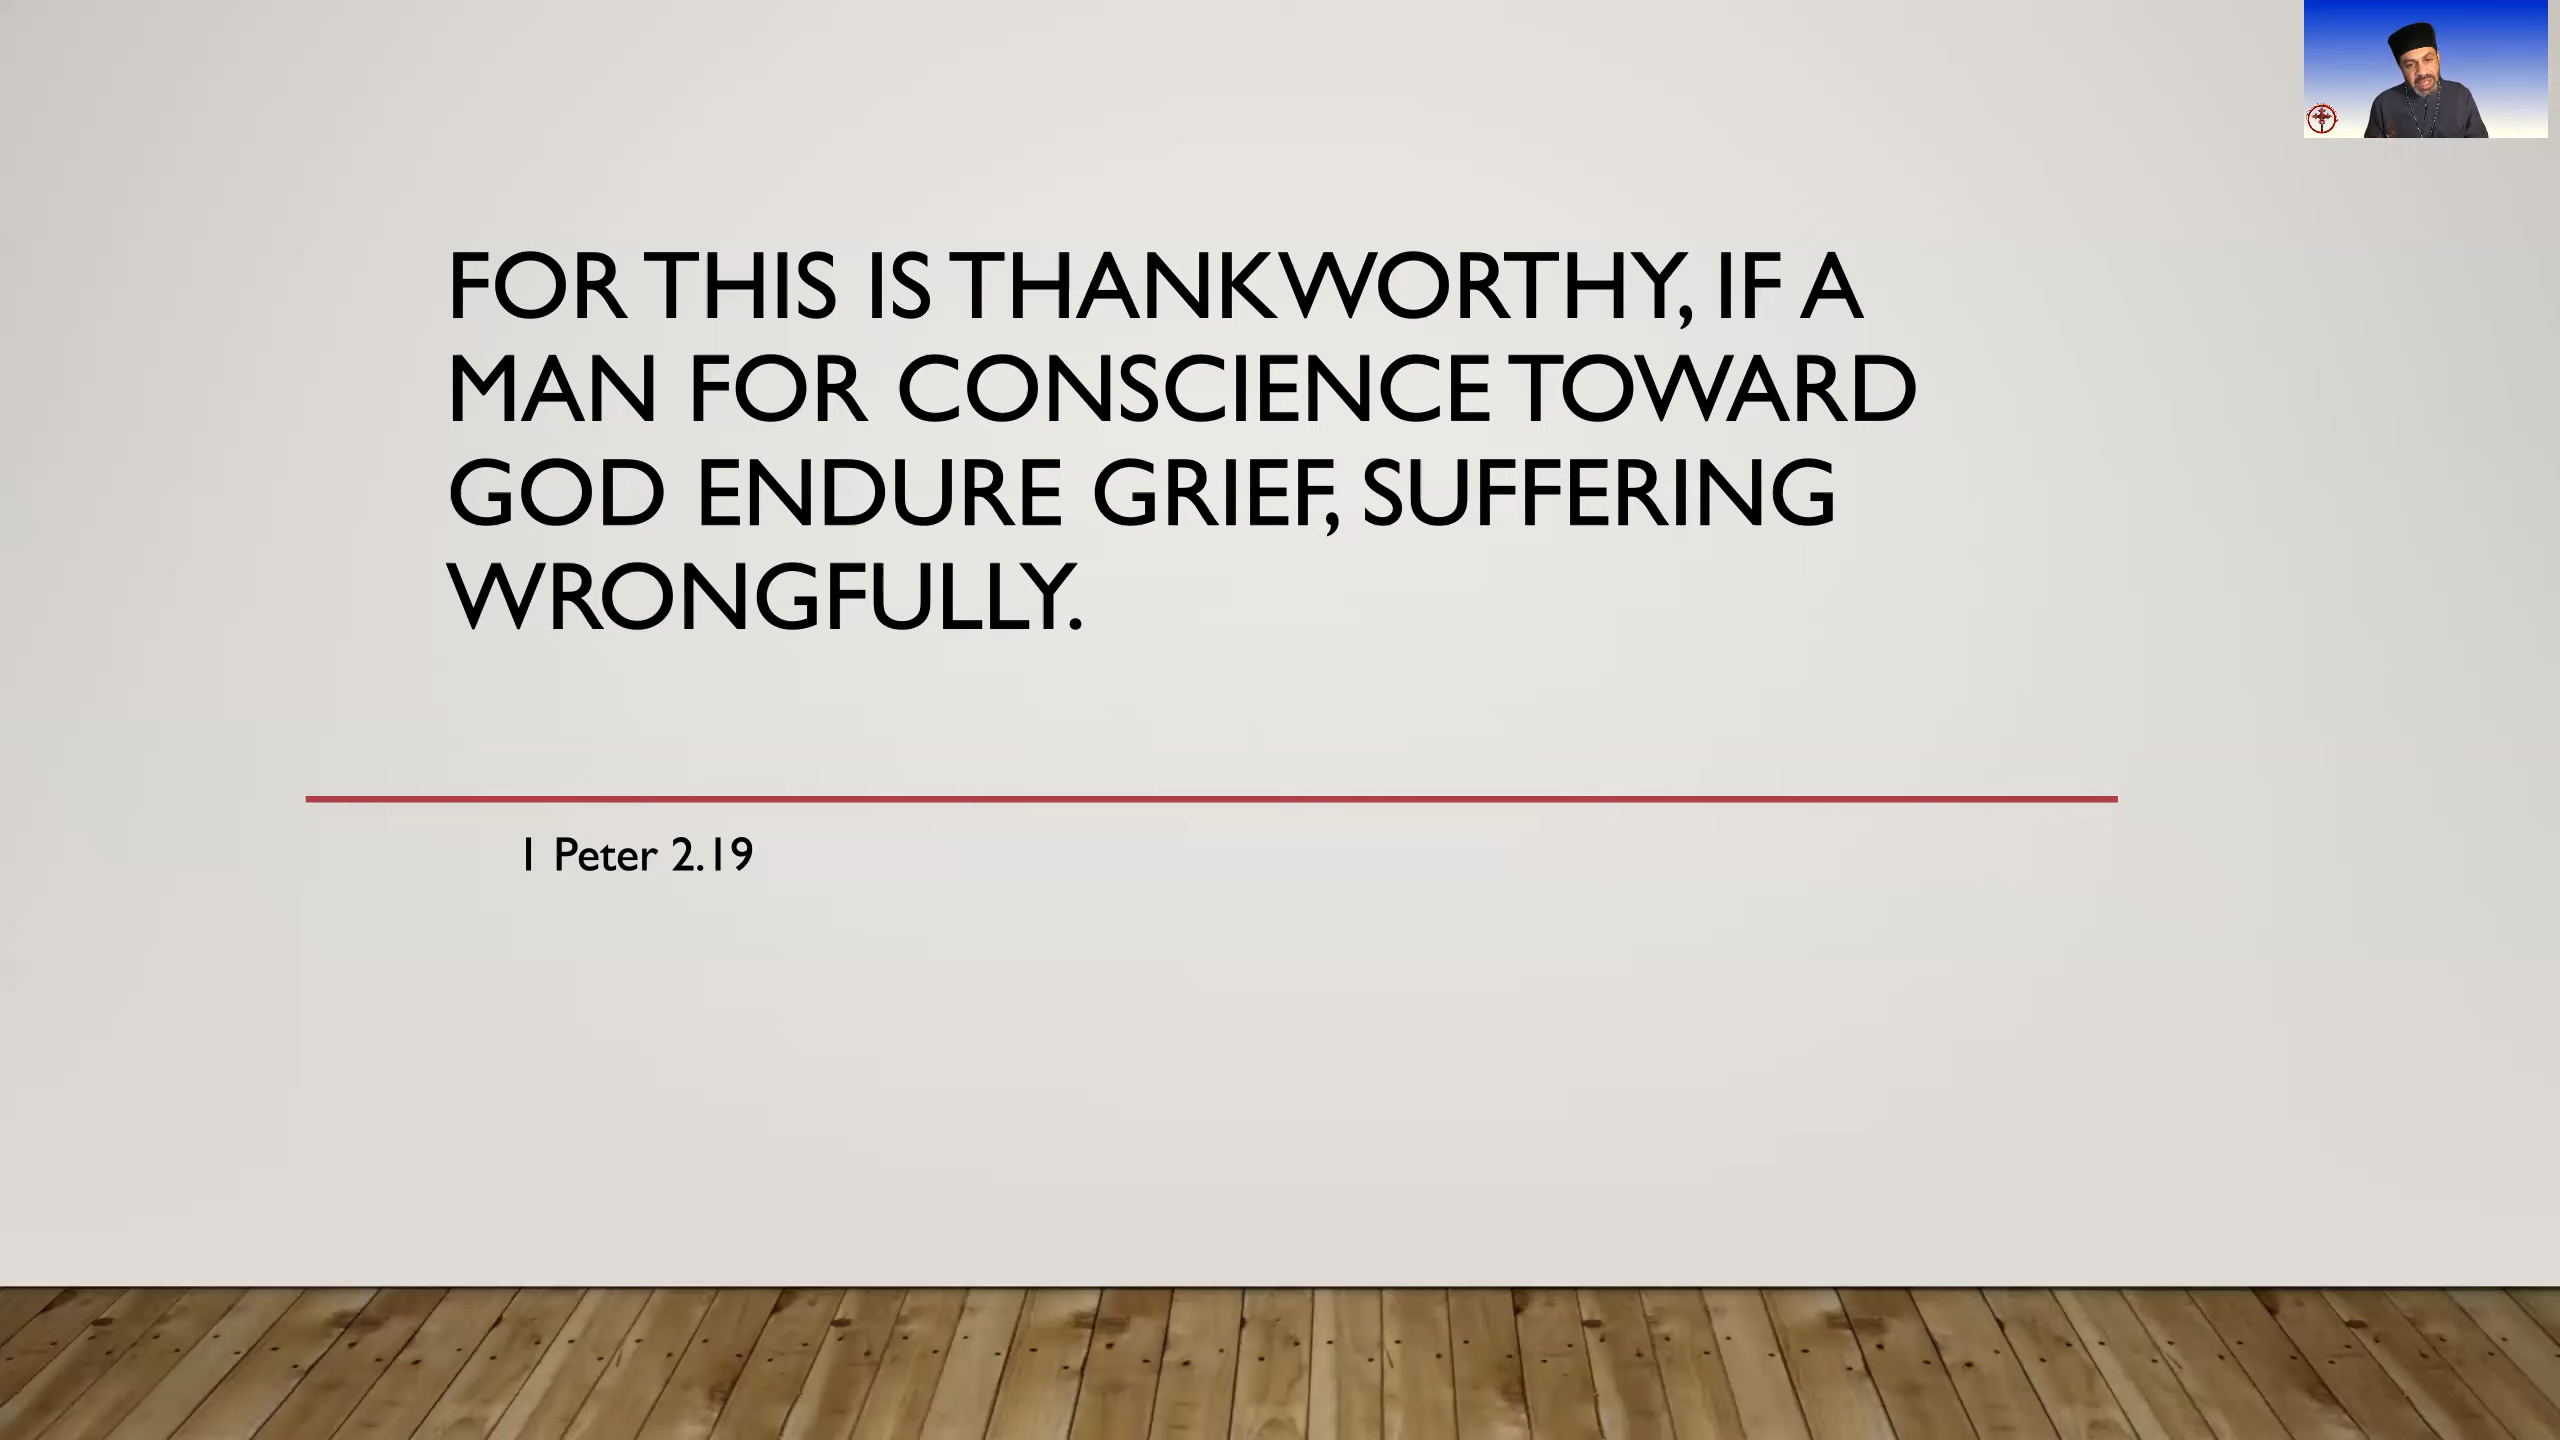 FOR THIS IS THANKWORTHY, IF A
MAN FOR CONSCIENCE TOWARD
GOD ENDURE GRIEF, SUFFERING
WRONGFULLY.
1 Peter 2.19